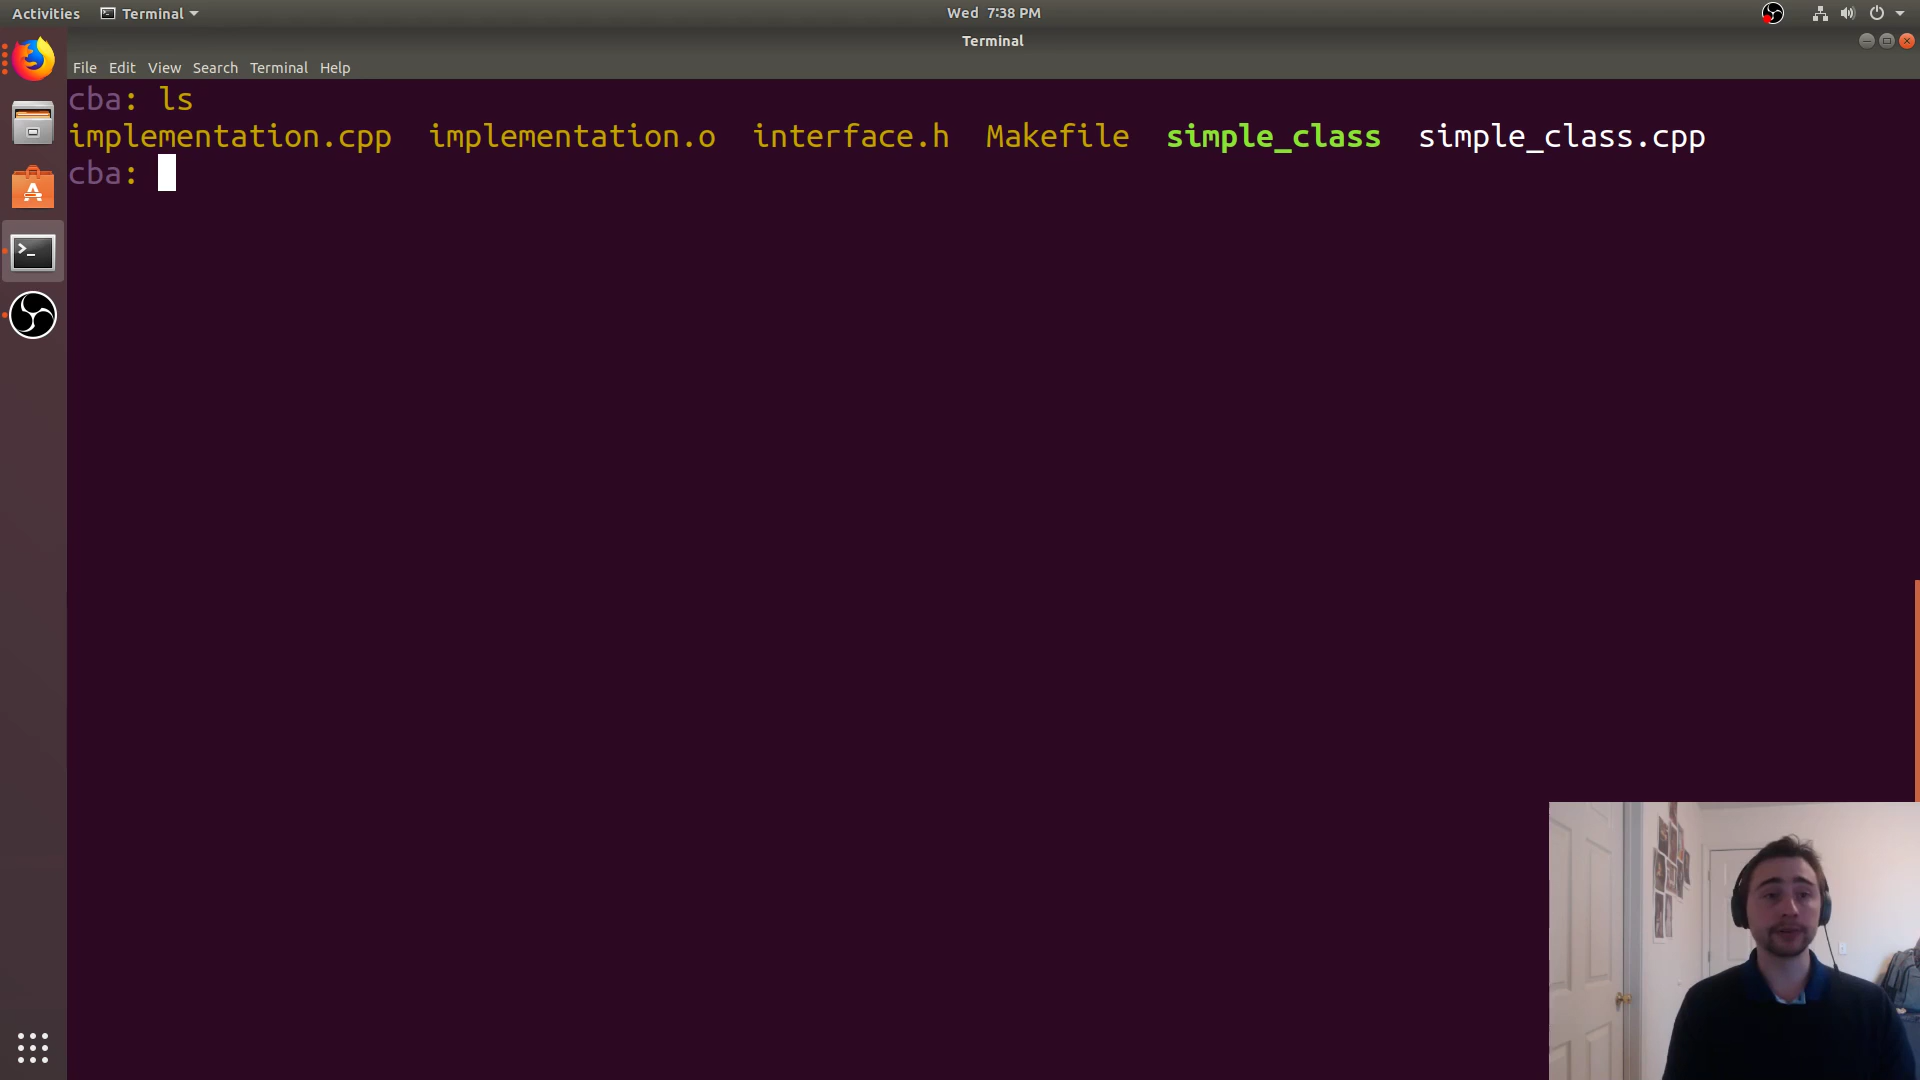 Activities Terminal Wed 7:38 PM
Terminal
File Edit View Search Terminal Help
cba: ls
implementation.cpp implementation.o interface.h Makefile simple_class simple_class.cpp
cba: